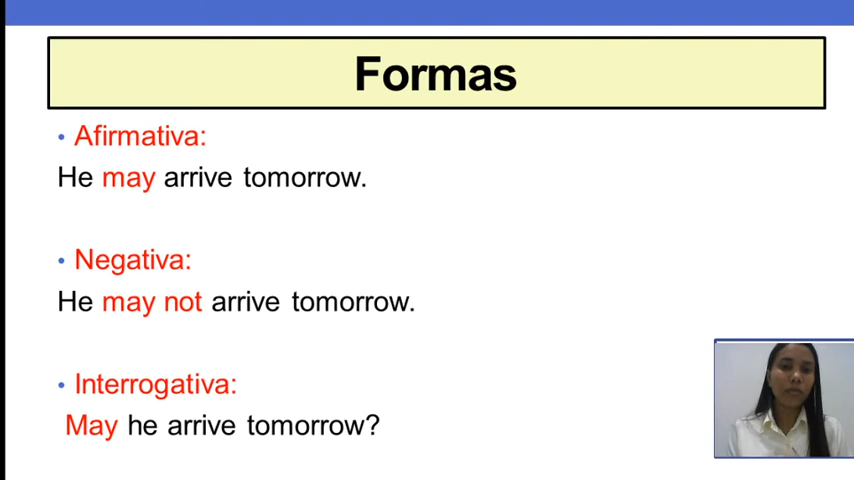 Formas
• Afirmativa:
He may arrive tomorrow.
• Negativa:
He may not arrive tomorrow.
• Interrogativa:
May he arrive tomorrow?